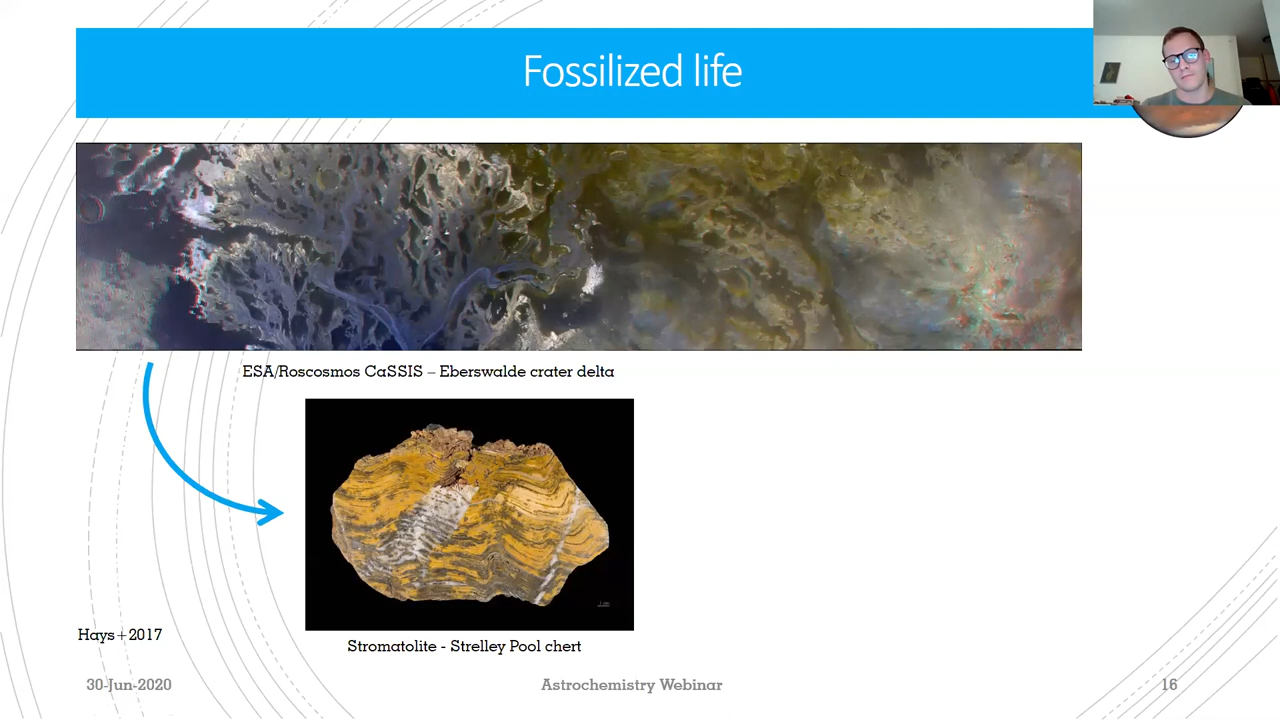 Fossilized life
ESA/Roscosmos CaSSIS – Eberswalde crater delta
Stromatolite - Strelley Pool chert
Hays+2017
30-Jun-2020
Astrochemistry Webinar
16